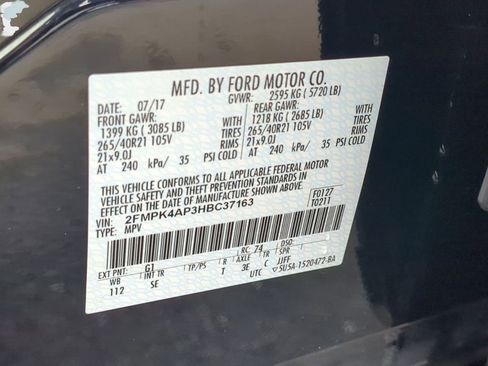 MFD. BY FORD MOTOR CO.
DATE: 07/17 GVWR: 2595 KG ( 5720 LB)
FRONT GAWR: REAR GAWR:
1399 KG ( 3085 LB) WITH 1218 KG ( 2685 LB) WITH
265/40R21 105V TIRES 265/40R21 105V TIRES
21x9.0J RIMS 21x9.0J RIMS
AT 240 kPa/ 35 PSI COLD AT 240 kPa/ 35 PSI COLD
THIS VEHICLE CONFORMS TO ALL APPLICABLE FEDERAL MOTOR
VEHICLE SAFETY AND THEFT PREVENTION STANDARDS IN
EFFECT ON THE DATE OF MANUFACTURE SHOWN ABOVE.
VIN: 2FMPK4AP3HBC37163 F0127
TYPE: MPV T0211
RC: 74 DSO:
EXT PNT: G1 TP/PS R AXLE TR SPR
WB INT TR T 3E C JJFF
112 SE UTC 5U5A-1520472-BA